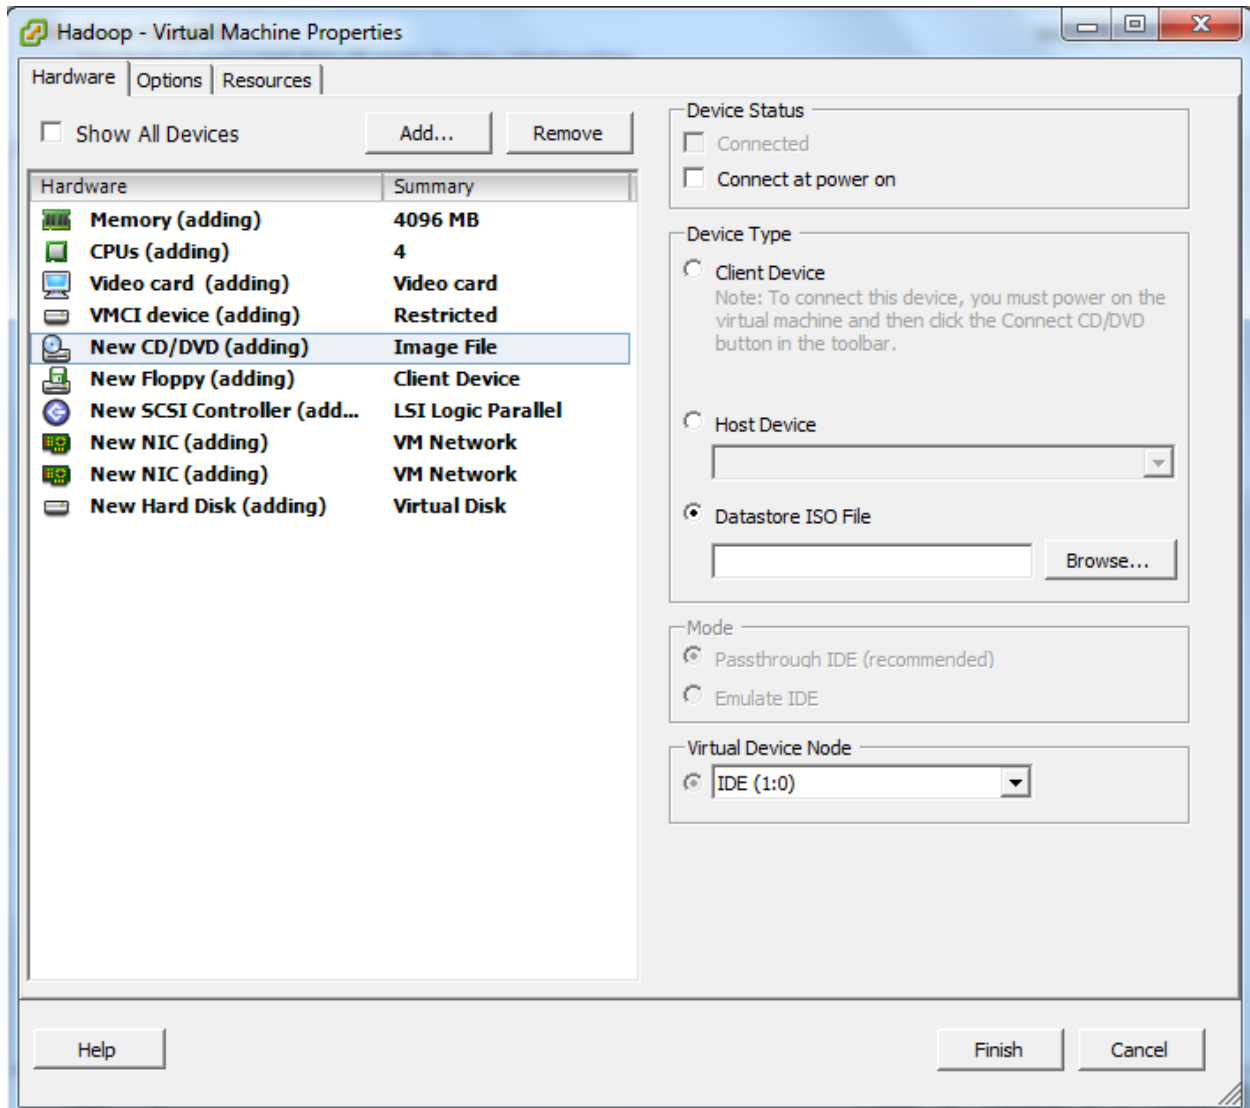 Hadoop - Virtual Machine Properties
Hardware Options Resources
Show All Devices Add... Remove
Hardware Summary
Memory (adding) 4096 MB
CPUs (adding) 4
Video card (adding) Video card
VMCI device (adding) Restricted
New CD/DVD (adding) Image File
New Floppy (adding) Client Device
New SCSI Controller (add... LSI Logic Parallel
New NIC (adding) VM Network
New NIC (adding) VM Network
New Hard Disk (adding) Virtual Disk
Device Status
Connected
Connect at power on
Device Type
Client Device
Note: To connect this device, you must power on the
virtual machine and then click the Connect CD/DVD
button in the toolbar.
Host Device
Datastore ISO File
Browse...
Mode
Passthrough IDE (recommended)
Emulate IDE
Virtual Device Node
IDE (1:0)
Help Finish Cancel